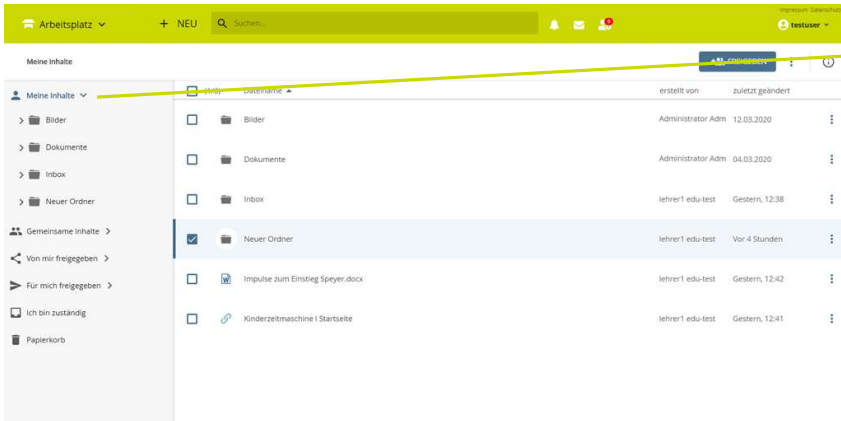 Impressum Datenschutz
Arbeitsplatz
+ NEU
Suchen...
testuser
Meine Inhalte
FREIGEBEN
Meine Inhalte
Dateiname
erstellt von
zuletzt geändert
Bilder
Dokumente
Inbox
Neuer Ordner
Gemeinsame Inhalte
Von mir freigegeben
Für mich freigegeben
Ich bin zuständig
Papierkorb
Bilder Administrator Adm 12.03.2020
Dokumente Administrator Adm 04.03.2020
Inbox lehrer1 edu-test Gestern, 12:38
Neuer Ordner lehrer1 edu-test Vor 4 Stunden
Impulse zum Einstieg Speyer.docx lehrer1 edu-test Gestern, 12:42
Kinderzeitmaschine I Startseite lehrer1 edu-test Gestern, 12:41